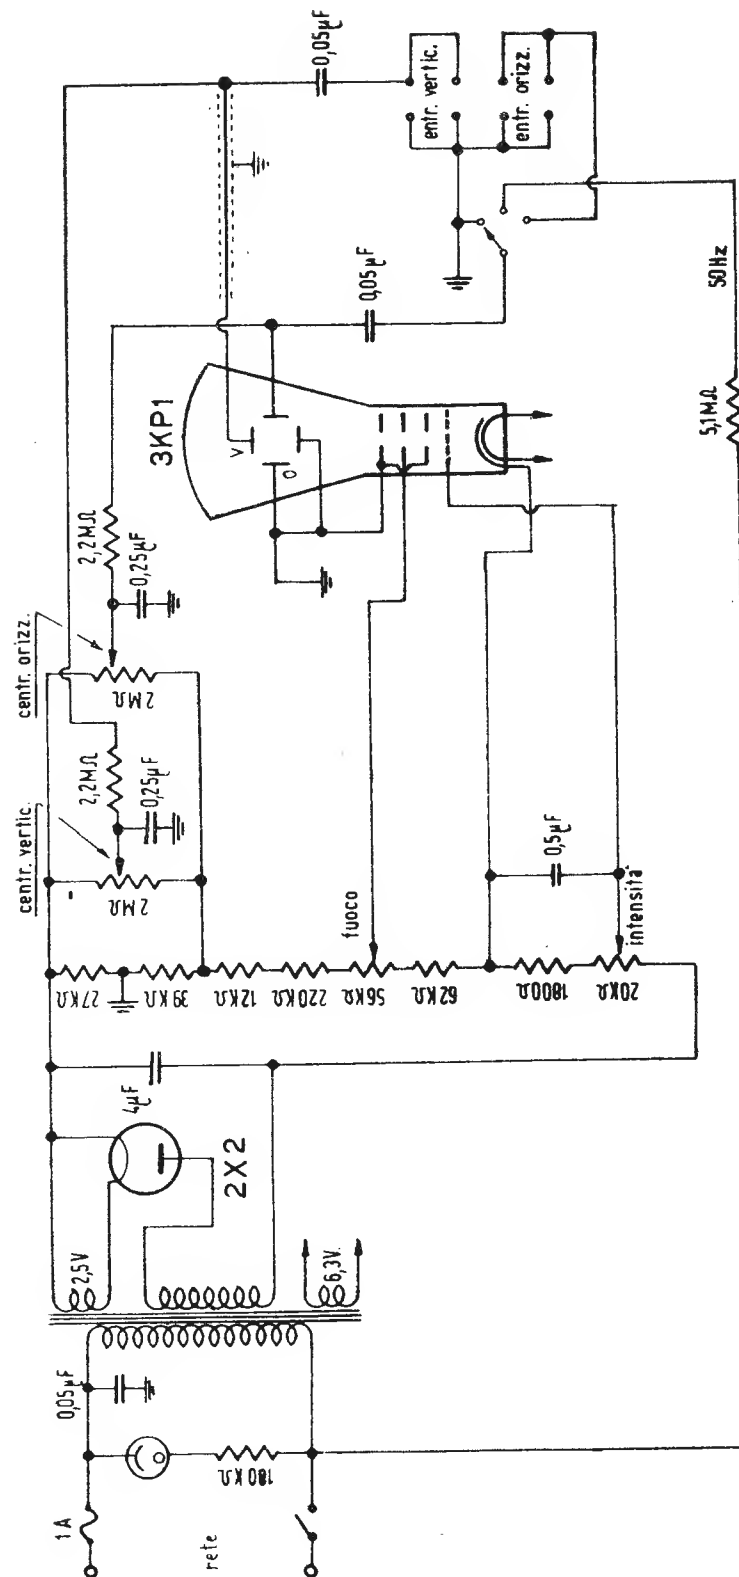 1A
rete
180KΩ
0,05µF
2,5V
6,3V.
2X2
4µF
27KΩ
39KΩ
12KΩ
220KΩ
56KΩ
62KΩ
1800Ω
20KΩ
fuoco
intensità
0,5µF
centr. vertic.
2MΩ
2,2MΩ
0,25µF
centr. orizz.
2MΩ
2,2MΩ
0,25µF
3KP1
V
O
0,05µF
0,05µF
entr. vertic.
entr. orizz.
50Hz
5,1MΩ